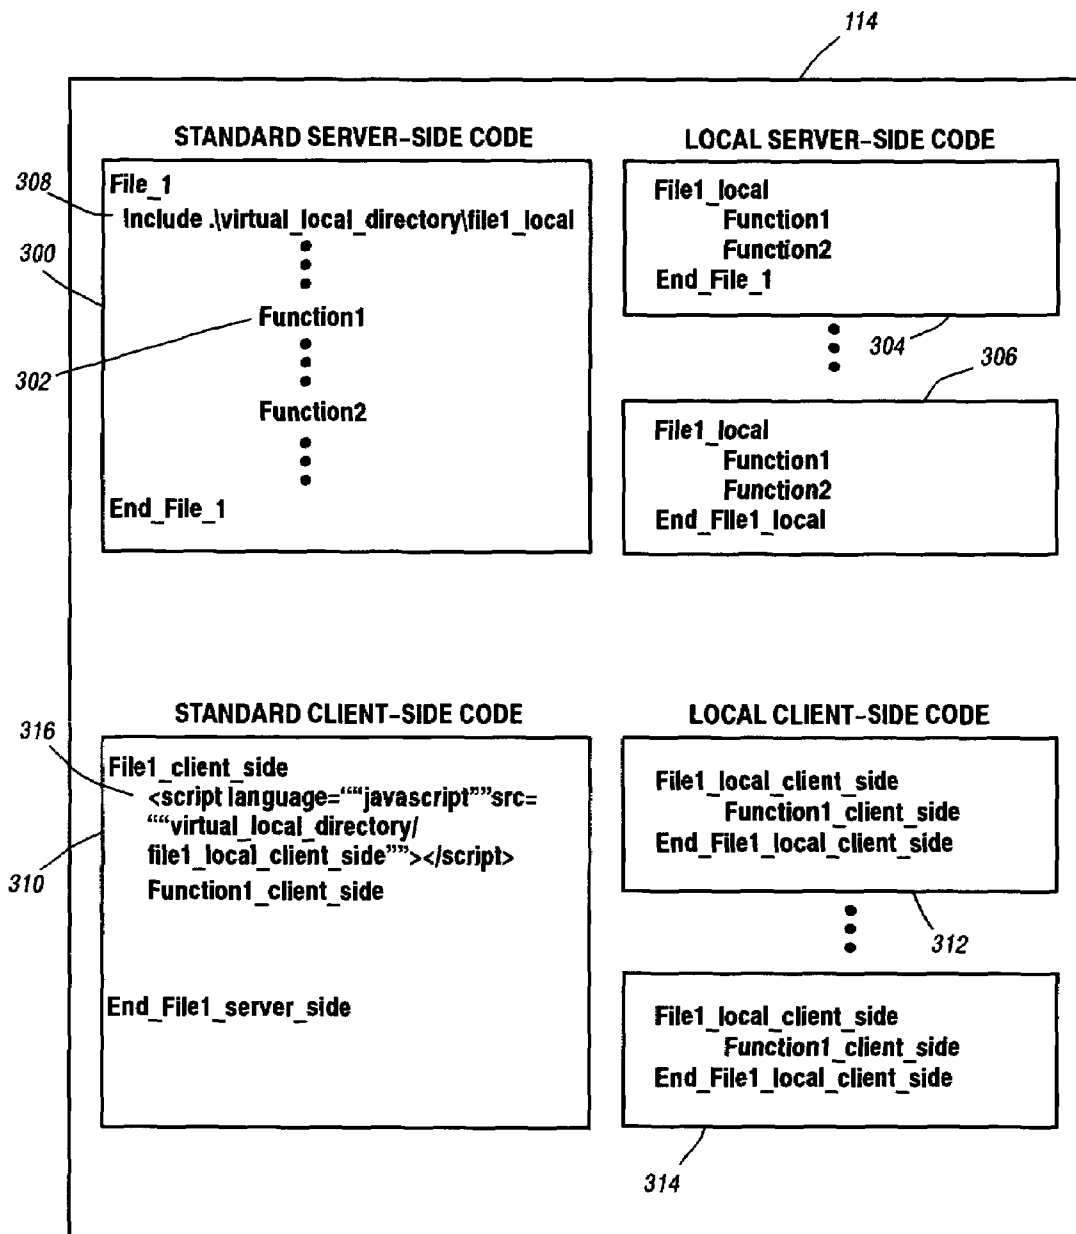 114
STANDARD SERVER-SIDE CODE
308
File_1
Include .\virtual_local_directory\file1_local
300
Function1
302
Function2
End_File_1
LOCAL SERVER-SIDE CODE
File1_local
Function1
Function2
End_File_1
304
306
File1_local
Function1
Function2
End_File1_local
STANDARD CLIENT-SIDE CODE
316
File1_client_side
<script language=““javascript””src=
““virtual_local_directory/
file1_local_client_side””></script>
310
Function1_client_side
End_File1_server_side
LOCAL CLIENT-SIDE CODE
File1_local_client_side
Function1_client_side
End_File1_local_client_side
312
File1_local_client_side
Function1_client_side
End_File1_local_client_side
314